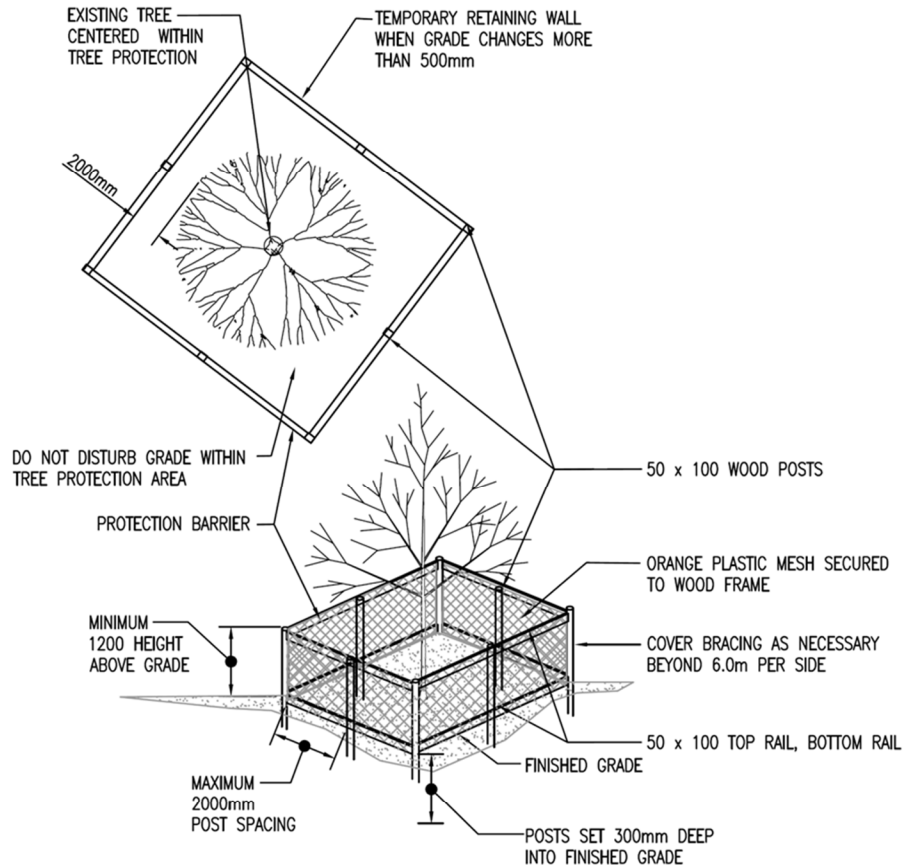 EXISTING TREE
CENTERED WITHIN
TREE PROTECTION
TEMPORARY RETAINING WALL
WHEN GRADE CHANGES MORE
THAN 500mm
2000mm
DO NOT DISTURB GRADE WITHIN
TREE PROTECTION AREA
50 x 100 WOOD POSTS
PROTECTION BARRIER
ORANGE PLASTIC MESH SECURED
TO WOOD FRAME
MINIMUM
1200 HEIGHT
ABOVE GRADE
COVER BRACING AS NECESSARY
BEYOND 6.0m PER SIDE
50 x 100 TOP RAIL, BOTTOM RAIL
FINISHED GRADE
MAXIMUM
2000mm
POST SPACING
POSTS SET 300mm DEEP
INTO FINISHED GRADE